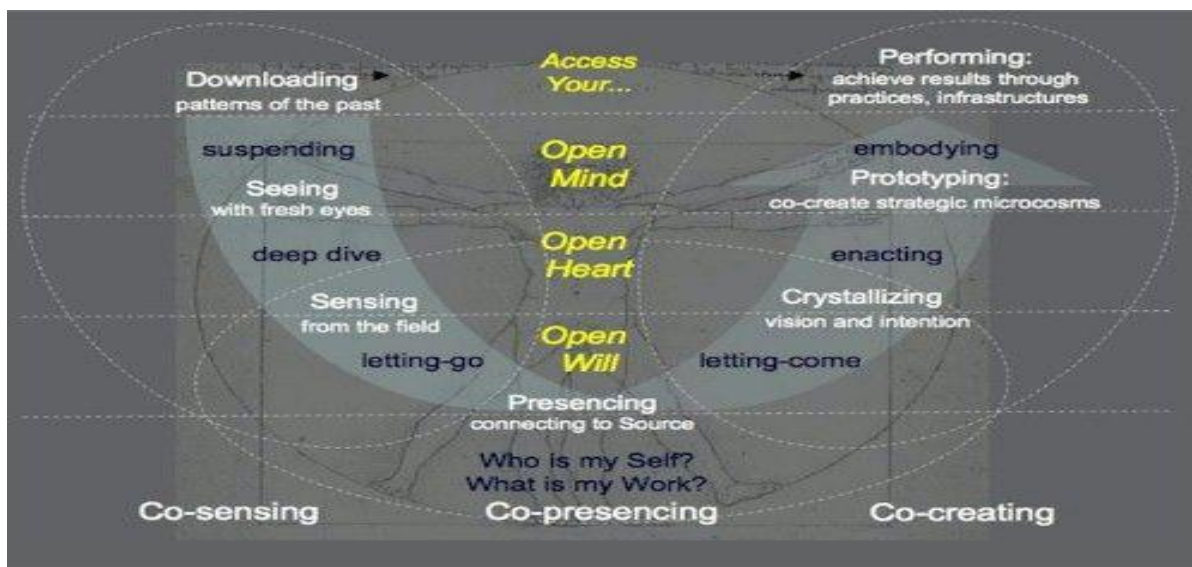 Downloading
patterns of the past
suspending
Seeing
with fresh eyes
deep dive
Sensing
from the field
letting-go
Access
Your...
Open
Mind
Open
Heart
Open
Will
Presencing
connecting to Source
Who is my Self?
What is my Work?
Performing:
achieve results through
practices, infrastructures
embodying
Prototyping:
co-create strategic microcosms
enacting
Crystallizing
vision and intention
letting-come
Co-sensing
Co-presencing
Co-creating